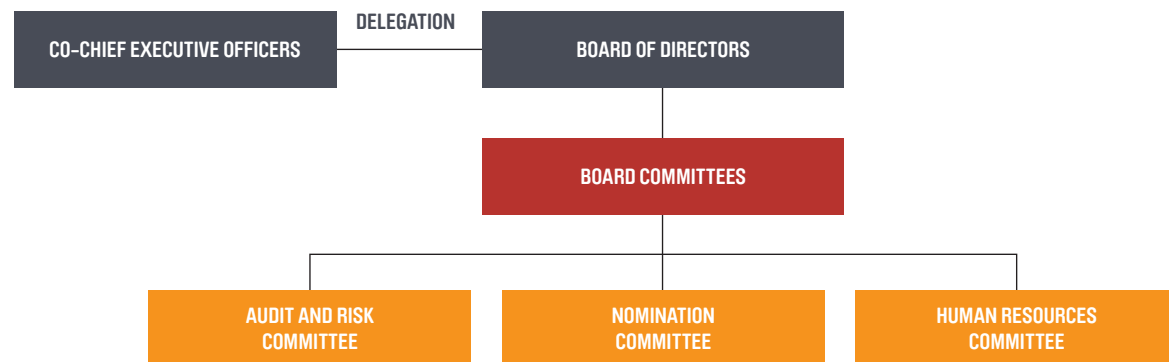 DELEGATION
CO-CHIEF EXECUTIVE OFFICERS
BOARD OF DIRECTORS
BOARD COMMITTEES
AUDIT AND RISK
COMMITTEE
NOMINATION
COMMITTEE
HUMAN RESOURCES
COMMITTEE